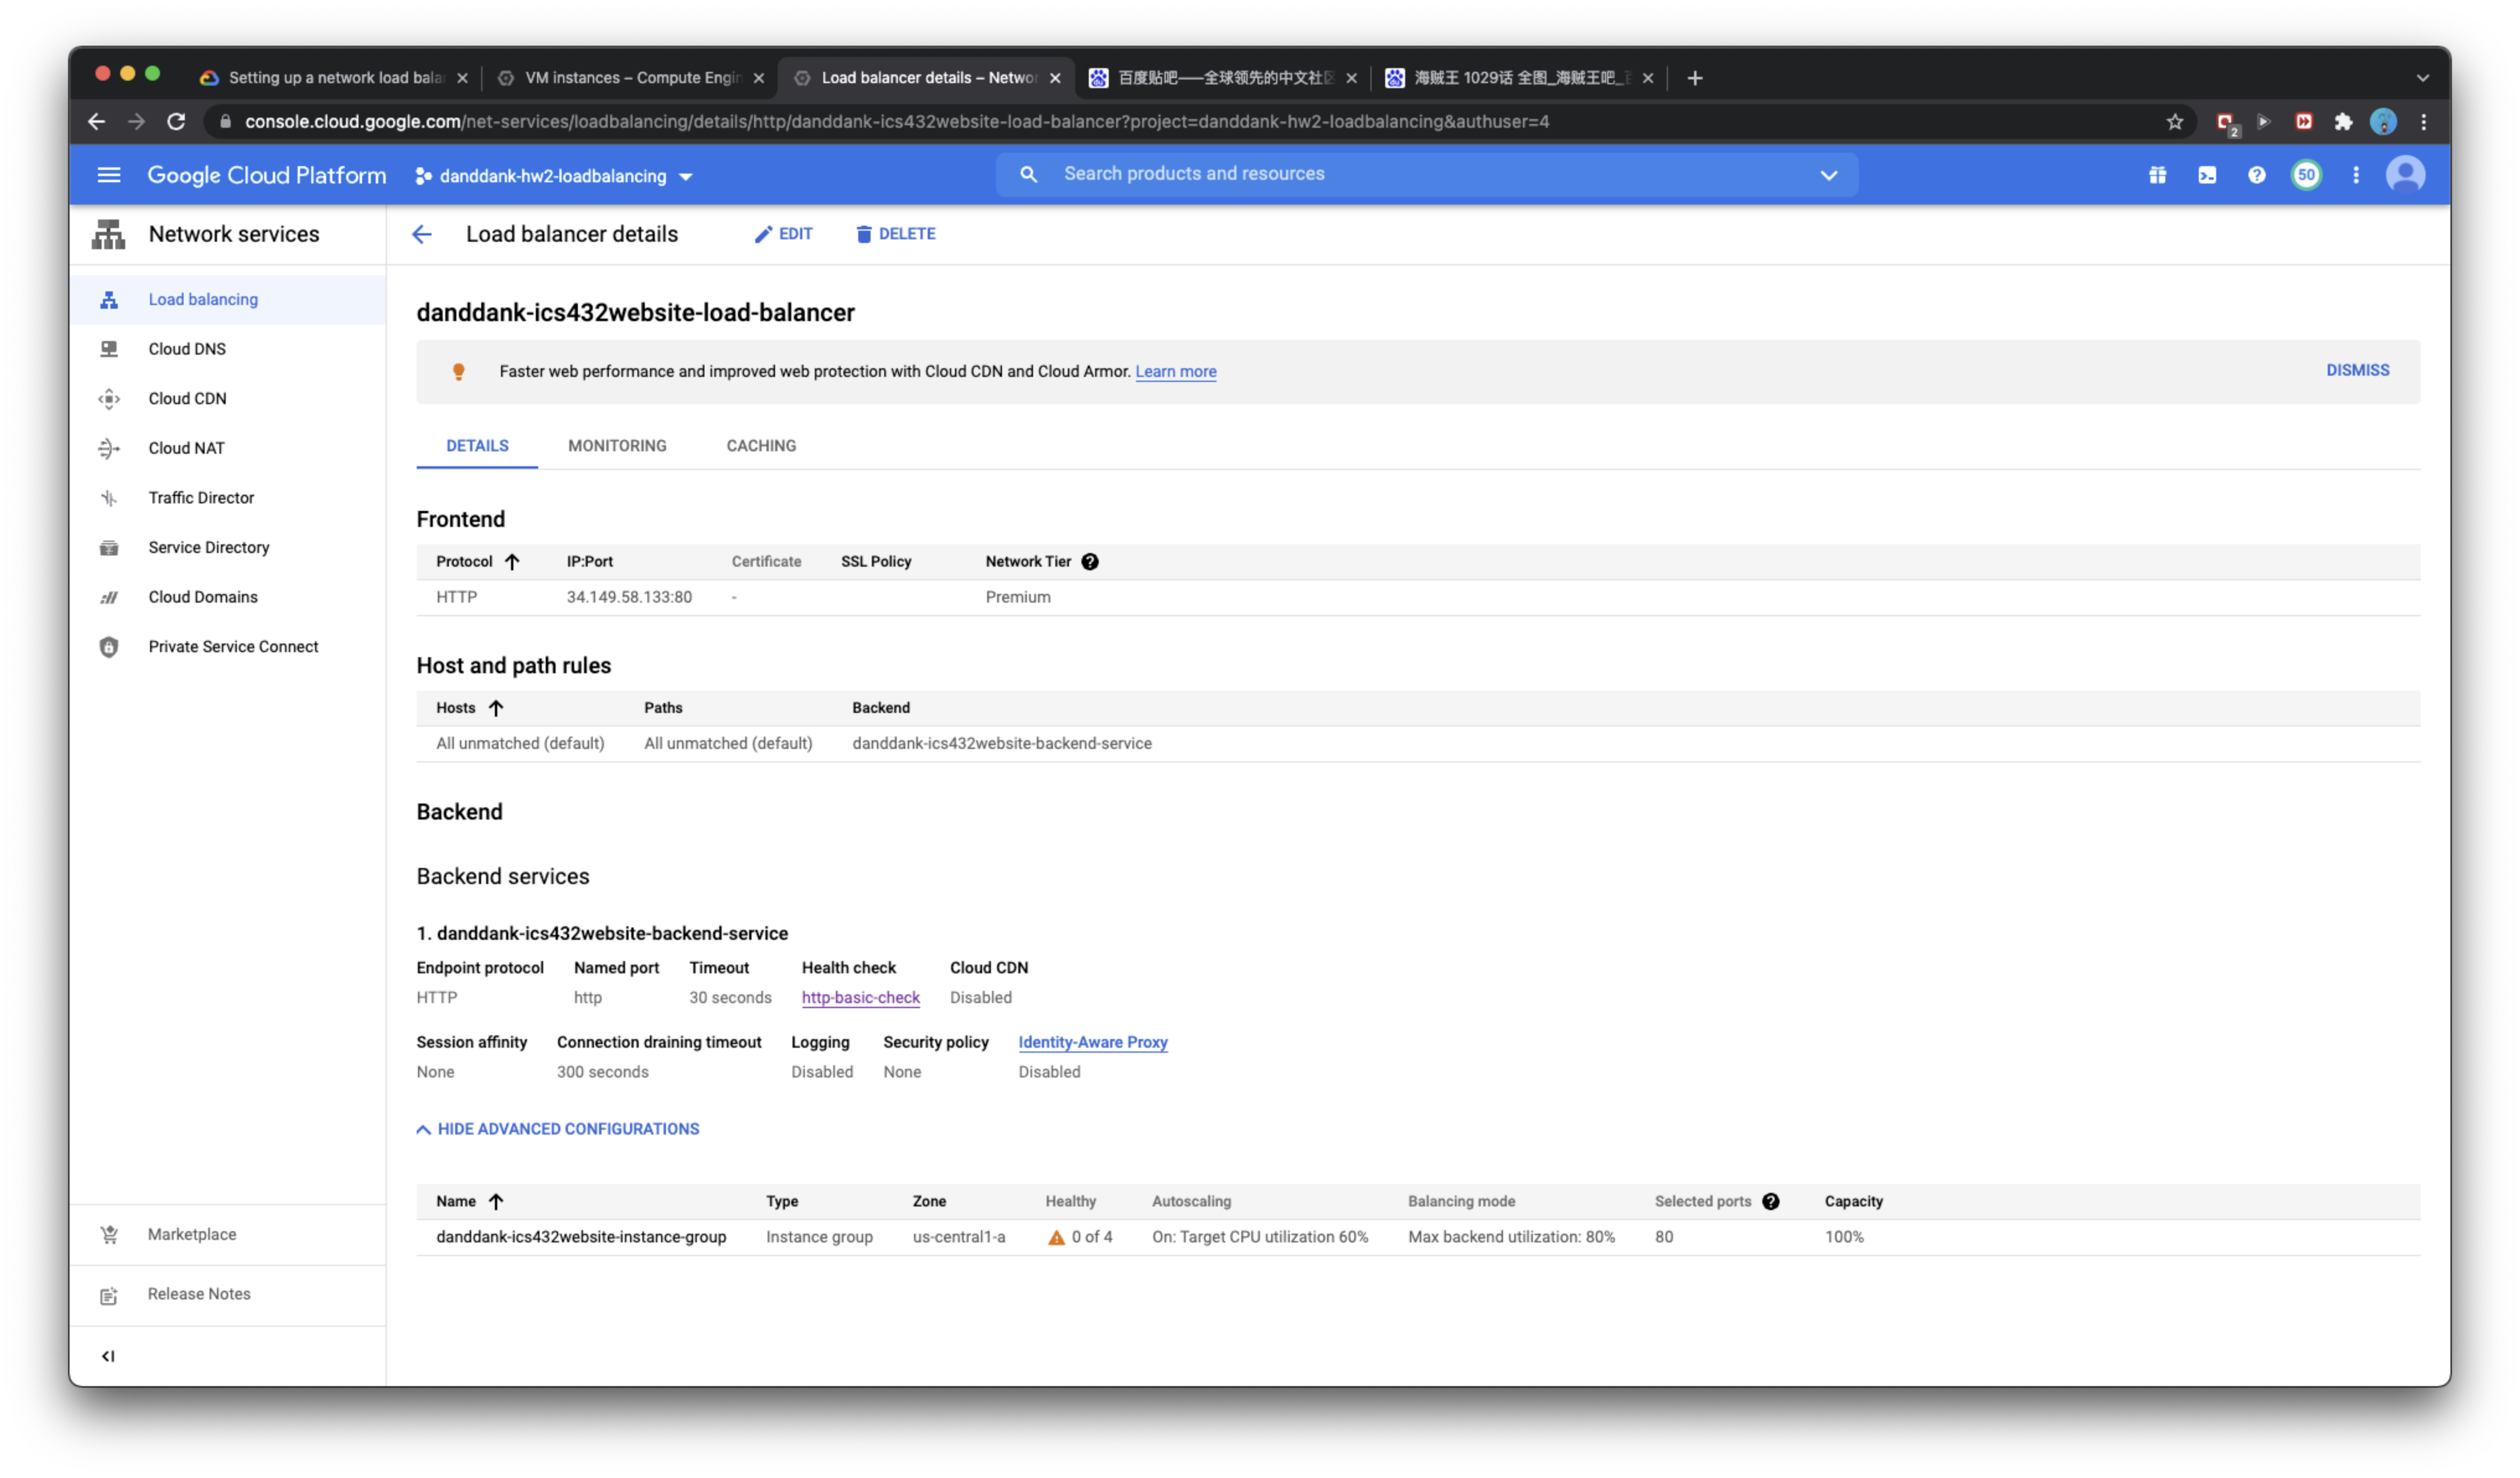 Setting up a network load bala
VM instances – Compute Engin
Load balancer details – Networ
百度贴吧——全球领先的中文社区
海贼王 1029话 全图_海贼王吧_
console.cloud.google.com/net-services/loadbalancing/details/http/danddank-ics432website-load-balancer?project=danddank-hw2-loadbalancing&authuser=4
2
Google Cloud Platform
danddank-hw2-loadbalancing
Search products and resources
50
Network services
Load balancer details
EDIT
DELETE
Load balancing
Cloud DNS
Cloud CDN
Cloud NAT
Traffic Director
Service Directory
Cloud Domains
Private Service Connect
Marketplace
Release Notes
danddank-ics432website-load-balancer
Faster web performance and improved web protection with Cloud CDN and Cloud Armor. Learn more
DISMISS
DETAILS MONITORING CACHING
Frontend
Protocol IP:Port Certificate SSL Policy Network Tier
HTTP 34.149.58.133:80 - Premium
Host and path rules
Hosts Paths Backend
All unmatched (default) All unmatched (default) danddank-ics432website-backend-service
Backend
Backend services
1. danddank-ics432website-backend-service
Endpoint protocol Named port Timeout Health check Cloud CDN
HTTP http 30 seconds http-basic-check Disabled
Session affinity Connection draining timeout Logging Security policy Identity-Aware Proxy
None 300 seconds Disabled None Disabled
HIDE ADVANCED CONFIGURATIONS
Name Type Zone Healthy Autoscaling Balancing mode Selected ports Capacity
danddank-ics432website-instance-group Instance group us-central1-a 0 of 4 On: Target CPU utilization 60% Max backend utilization: 80% 80 100%